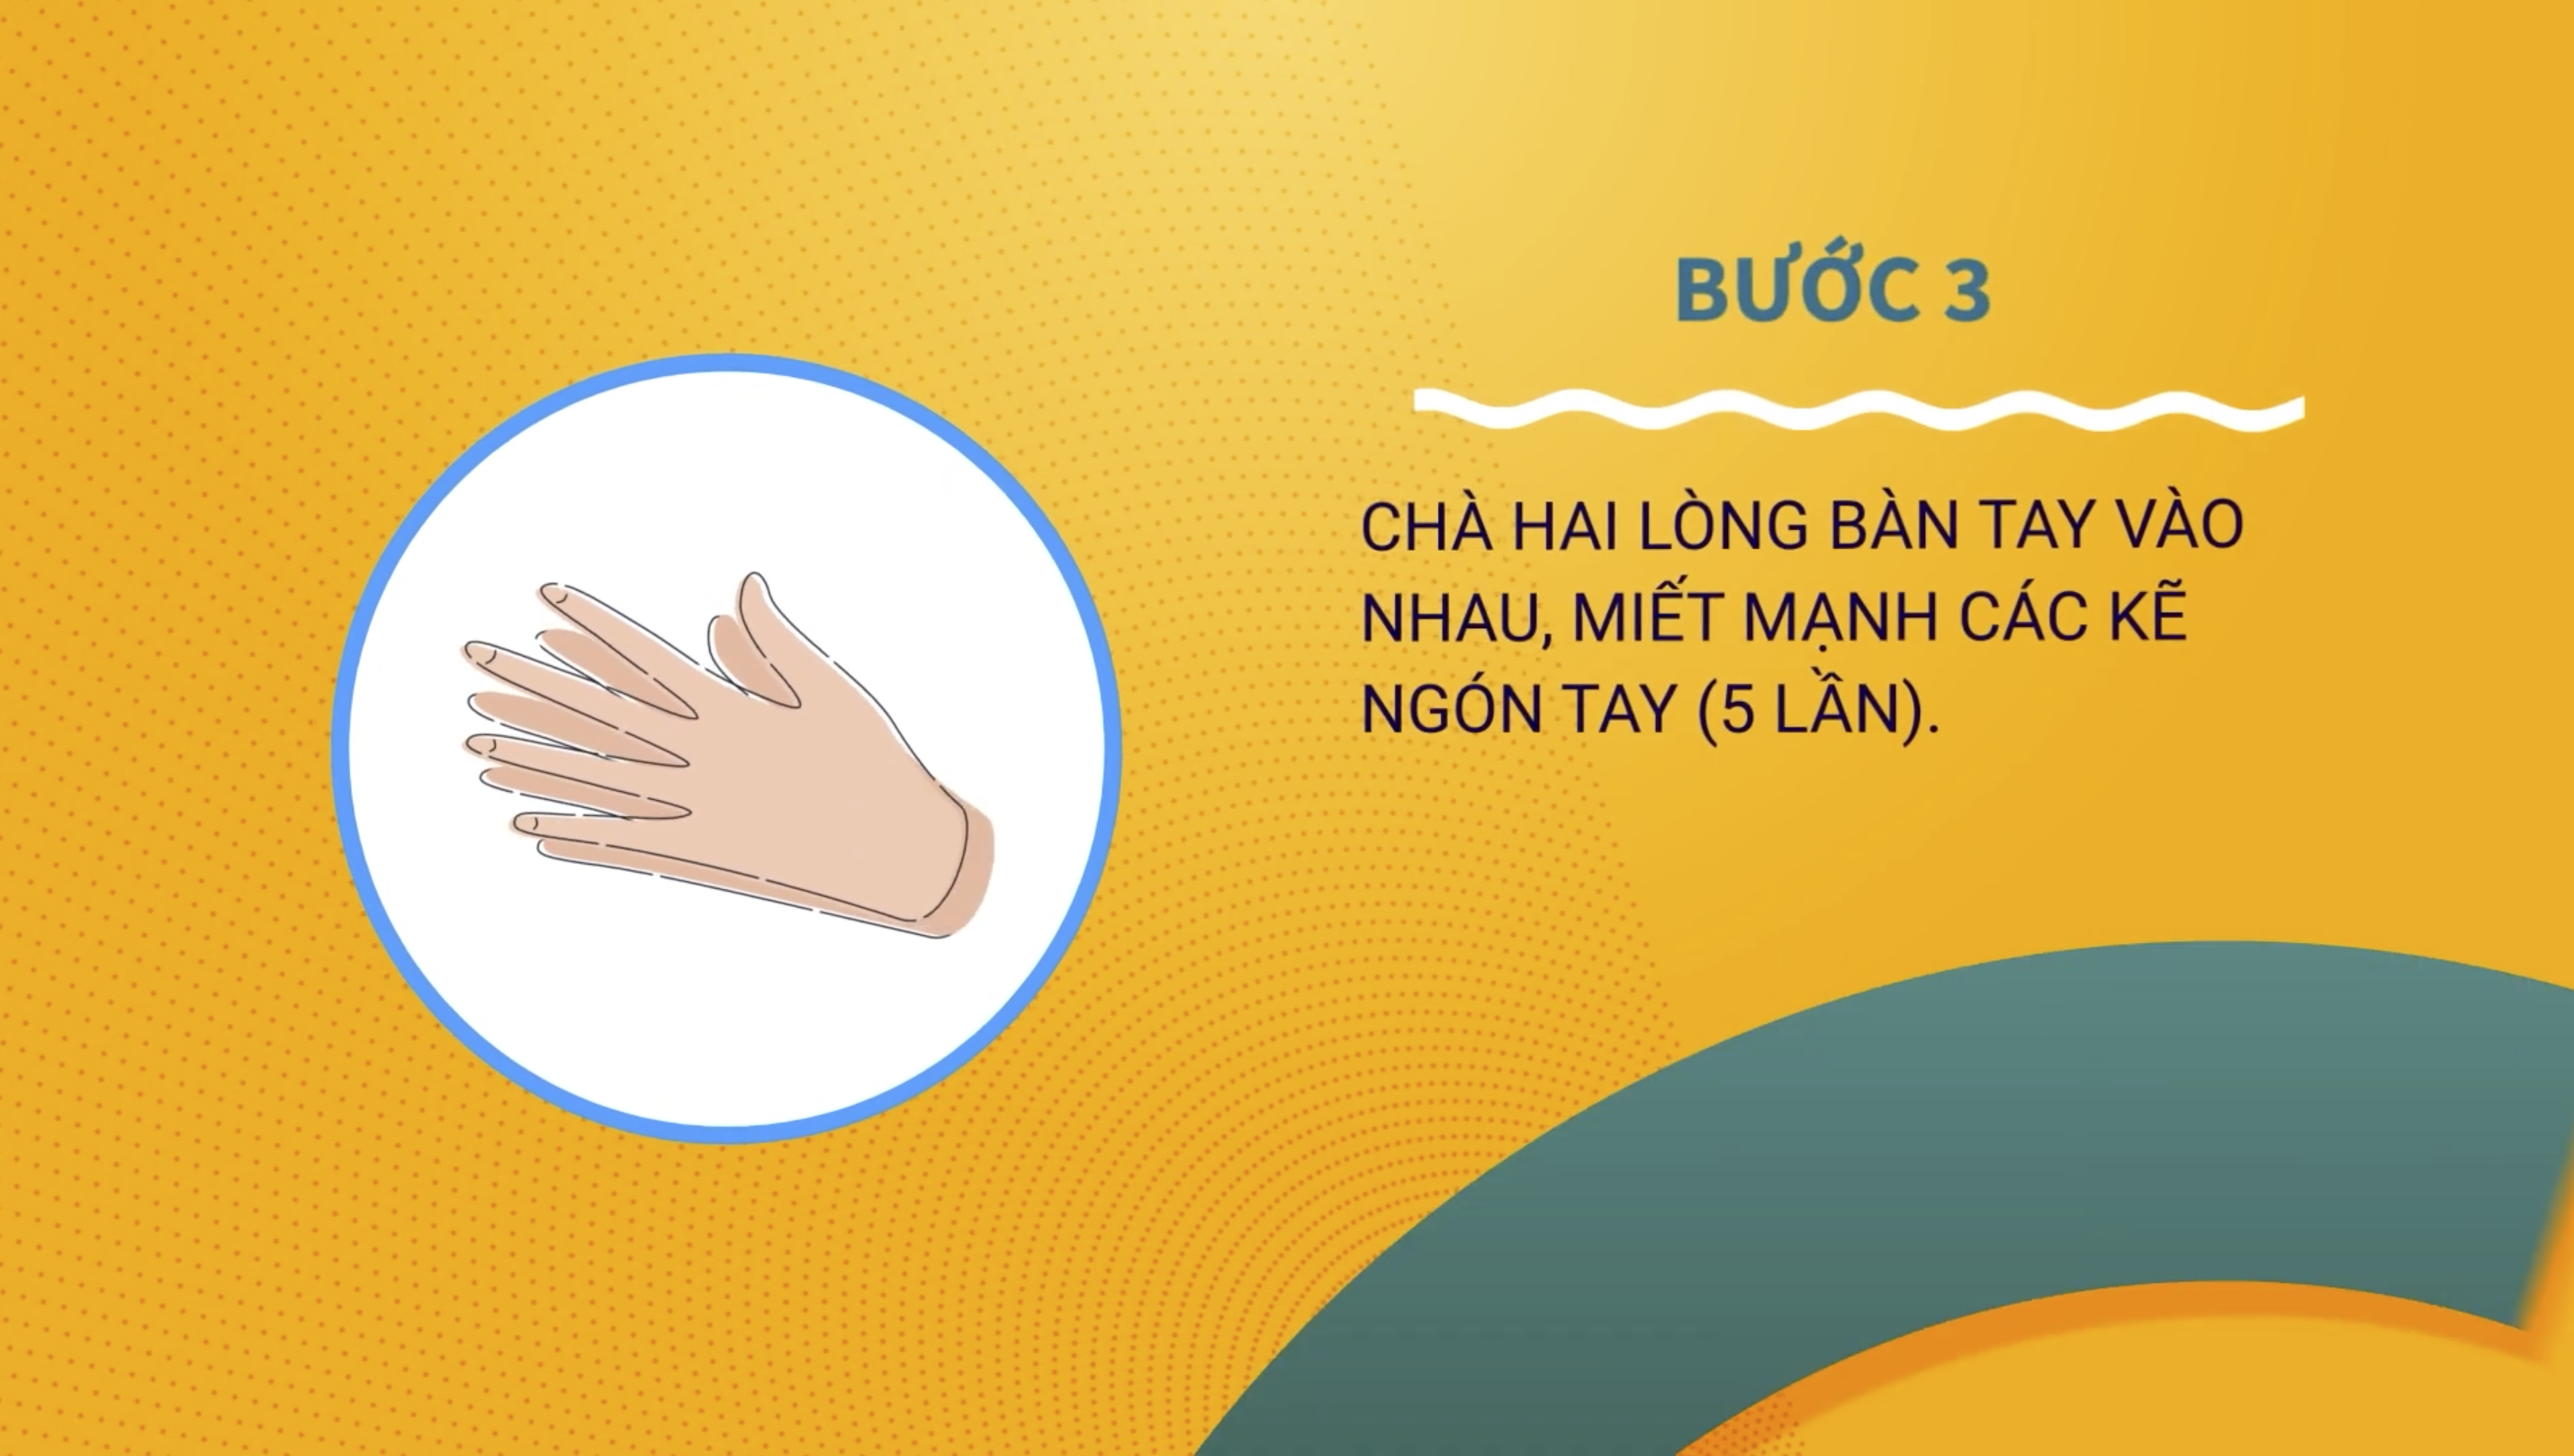 BƯỚC 3
CHÀ HAI LÒNG BÀN TAY VÀO
NHAU, MIẾT MẠNH CÁC KẼ
NGÓN TAY (5 LẦN).